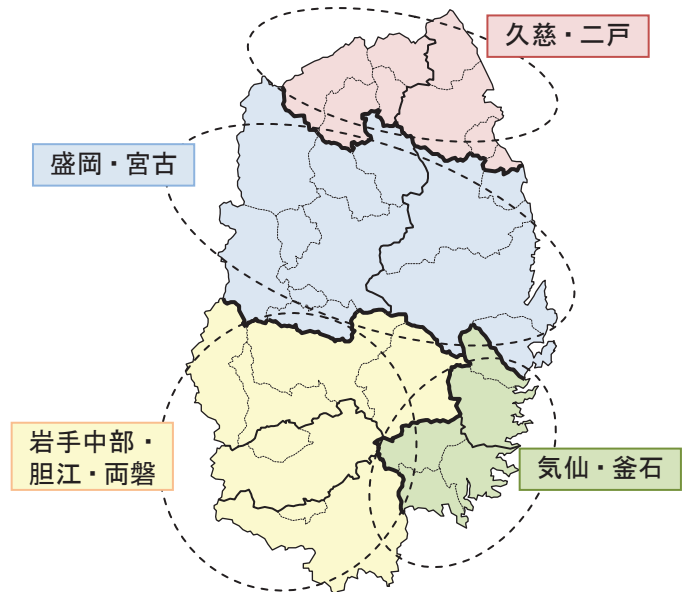 久慈・二戸
盛岡・宮古
岩手中部・
胆江・両磐
気仙・釜石